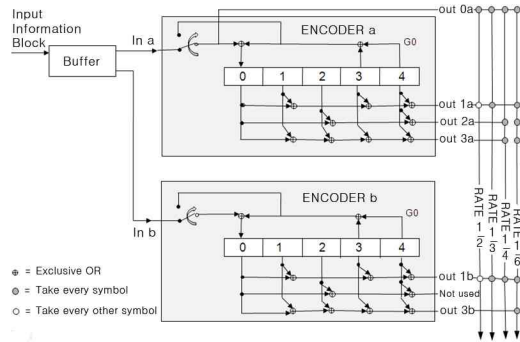 Input
Information
Block
Buffer
In a
ENCODER a
G0
0 1 2 3 4
out 0a
out 1a
out 2a
out 3a
In b
ENCODER b
G0
0 1 2 3 4
out 1b
Not used
out 3b
RATE 1/2
RATE 1/3
RATE 1/4
RATE 1/6
⊕ = Exclusive OR
= Take every symbol
= Take every other symbol